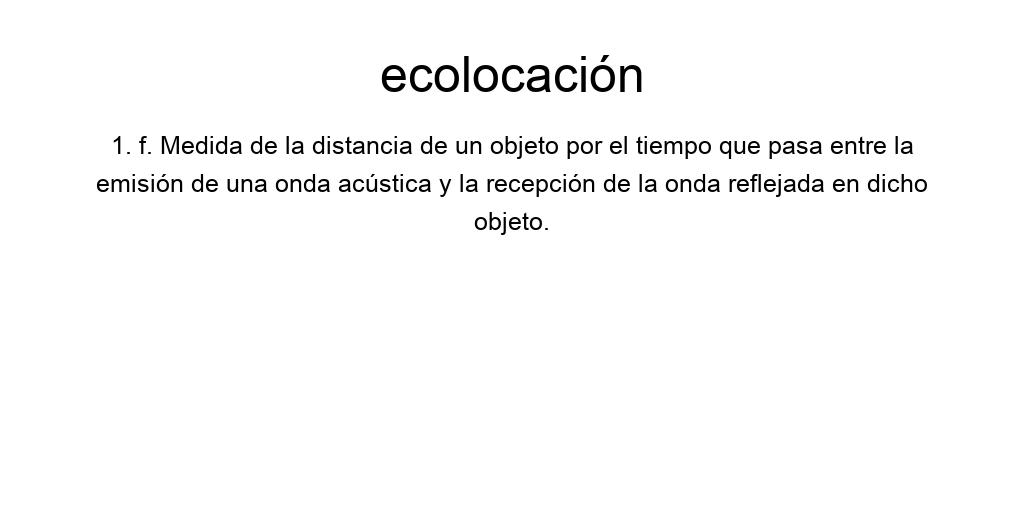 ecolocación
1. f. Medida de la distancia de un objeto por el tiempo que pasa entre la
emisión de una onda acústica y la recepción de la onda reflejada en dicho
objeto.